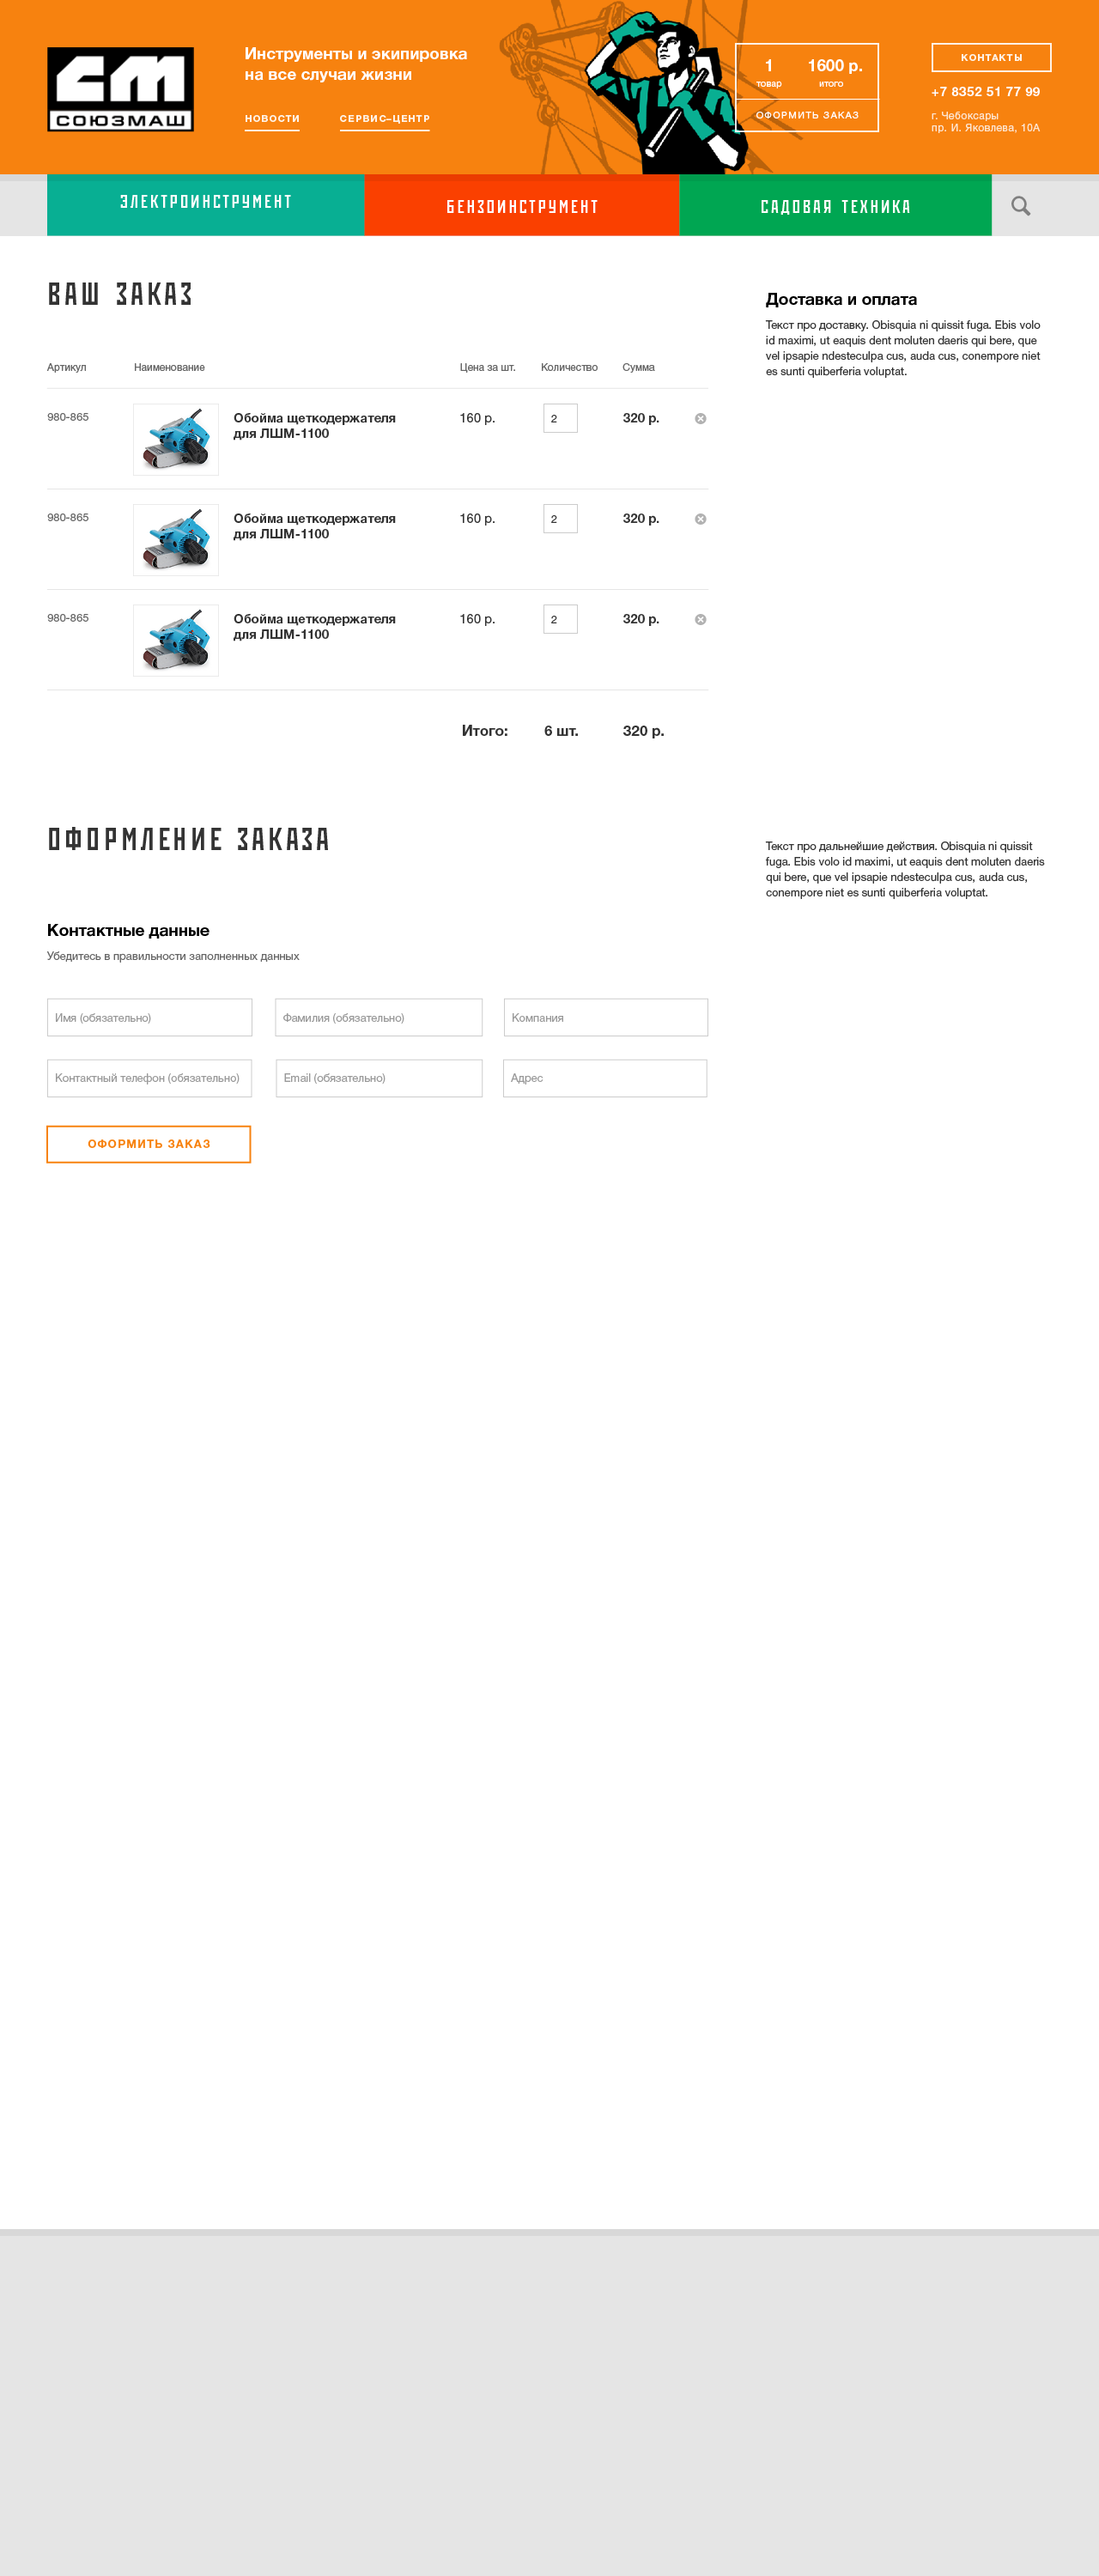 СОЮЗМАШ
Инструменты и экипировка
на все случаи жизни
НОВОСТИ
СЕРВИС-ЦЕНТР
1
товар
1600 р.
итого
ОФОРМИТЬ ЗАКАЗ
КОНТАКТЫ
+7 8352 51 77 99
г. Чебоксары
пр. И. Яковлева, 10А
ЭЛЕКТРОИНСТРУМЕНТ
БЕНЗОИНСТРУМЕНТ
САДОВАЯ ТЕХНИКА
ВАШ ЗАКАЗ
Артикул Наименование Цена за шт. Количество Сумма
980-865
Обойма щеткодержателя
для ЛШМ-1100
160 р.
2
320 р.
980-865
Обойма щеткодержателя
для ЛШМ-1100
160 р.
2
320 р.
980-865
Обойма щеткодержателя
для ЛШМ-1100
160 р.
2
320 р.
Итого: 6 шт. 320 р.
Доставка и оплата
Текст про доставку. Obisquia ni quissit fuga. Ebis volo
id maximi, ut eaquis dent moluten daeris qui bere, que
vel ipsapie ndesteculpa cus, auda cus, conempore niet
es sunti quiberferia voluptat.
ОФОРМЛЕНИЕ ЗАКАЗА
Контактные данные
Убедитесь в правильности заполненных данных
Имя (обязательно)
Фамилия (обязательно)
Компания
Контактный телефон (обязательно)
Email (обязательно)
Адрес
ОФОРМИТЬ ЗАКАЗ
Текст про дальнейшие действия. Obisquia ni quissit
fuga. Ebis volo id maximi, ut eaquis dent moluten daeris
qui bere, que vel ipsapie ndesteculpa cus, auda cus,
conempore niet es sunti quiberferia voluptat.